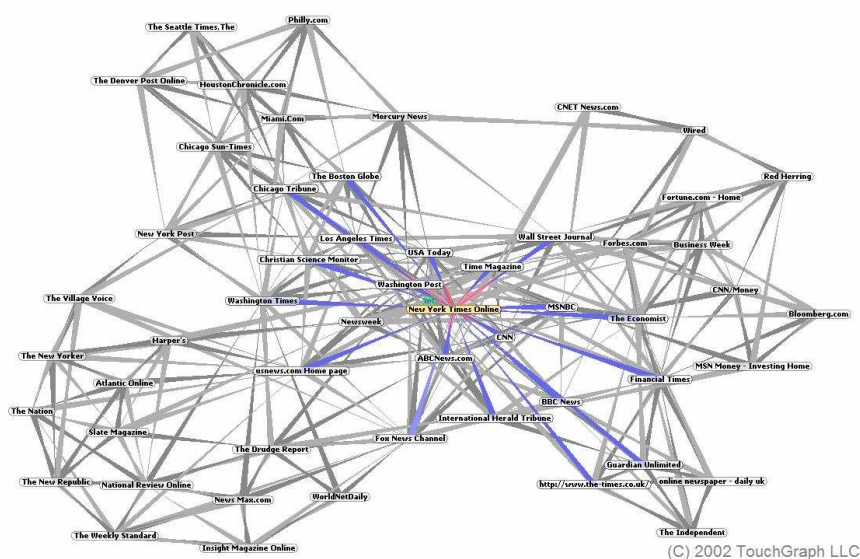 Philly.com
The Seattle Times,The
The Denver Post Online
HoustonChronicle.com
CNET News.com
Miami.Com
Mercury News
Wired
Chicago Sun-Times
The Boston Globe
Red Herring
Chicago Tribune
Fortune.com - Home
New York Post
Los Angeles Times
Wall Street Journal
Forbes.com
Business Week
USA Today
Christian Science Monitor
Time Magazine
Washington Post
CNN/Money
The Village Voice
Washington Times
New York Times Online
MSNBC
Bloomberg.com
The Economist
Newsweek
Harper's
CNN
The New Yorker
ABCNews.com
usnews.com Home page
MSN Money - Investing Home
Atlantic Online
Financial Times
BBC News
The Nation
International Herald Tribune
Slate Magazine
Fox News Channel
The Drudge Report
Guardian Unlimited
The New Republic
National Review Online
http://www.the-times.co.uk/
online newspaper - daily uk
News Max.com
WorldNetDaily
The Weekly Standard
The Independent
Insight Magazine Online
(C) 2002 TouchGraph LLC